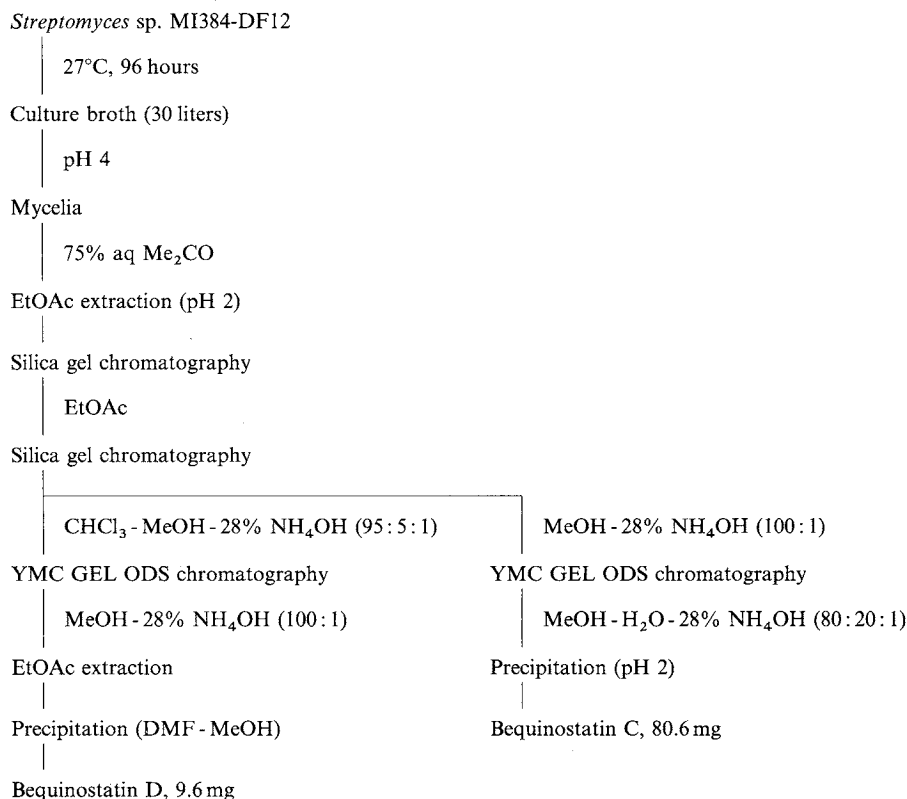 Streptomyces sp. MI384-DF12
27°C, 96 hours
Culture broth (30 liters)
pH 4
Mycelia
75% aq Me₂CO
EtOAc extraction (pH 2)
Silica gel chromatography
EtOAc
Silica gel chromatography
CHCl₃ - MeOH - 28% NH₄OH (95 : 5 : 1)
YMC GEL ODS chromatography
MeOH - 28% NH₄OH (100 : 1)
EtOAc extraction
Precipitation (DMF - MeOH)
Bequinostatin D, 9.6 mg
MeOH - 28% NH₄OH (100 : 1)
YMC GEL ODS chromatography
MeOH - H₂O - 28% NH₄OH (80 : 20 : 1)
Precipitation (pH 2)
Bequinostatin C, 80.6 mg